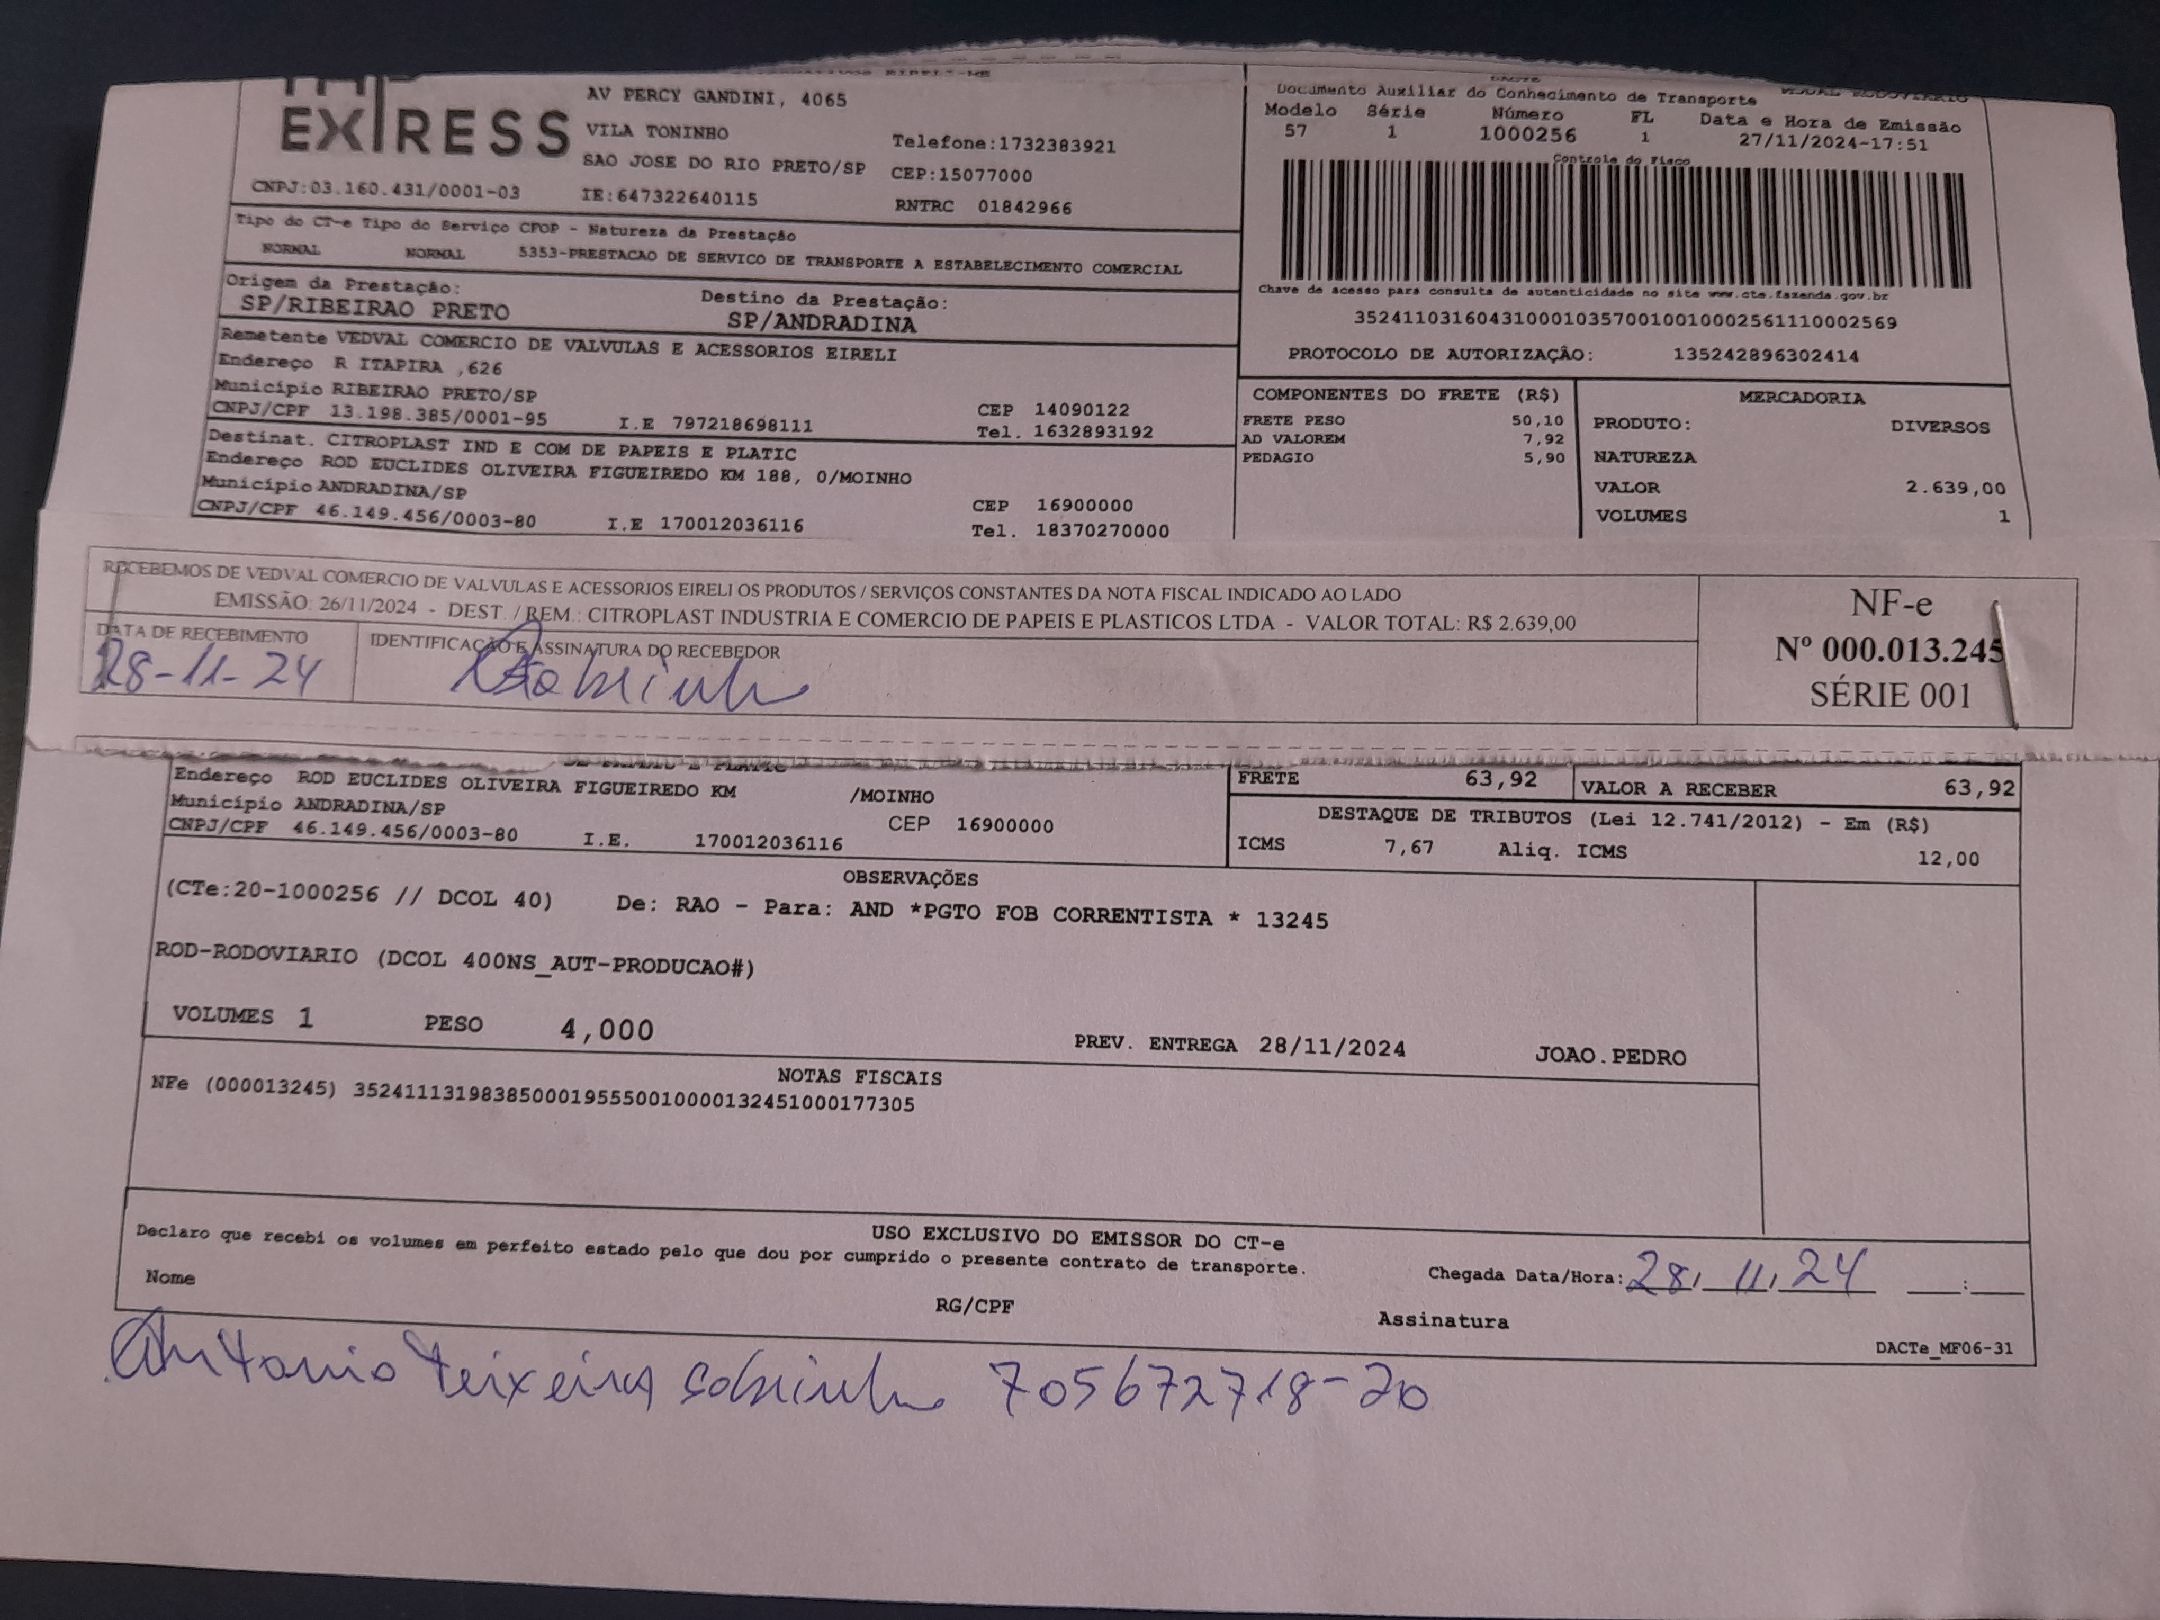 EXPRESS
AV PERCY GANDINI, 4065
VILA TONINHO
Telefone:1732383921
SAO JOSE DO RIO PRETO/SP
CEP:15077000
CNPJ:03.160.431/0001-03
IE:647322640115
RNTRC 01842966
DACTE
Documento Auxiliar do Conhecimento de Transporte
Modelo Série Número FL Data e Hora de Emissão
57 1 1000256 1 27/11/2024-17:51
Controle do Fisco
Chave de acesso para consulta de autenticidade no site www.cte.fazenda.gov.br
35241103160431000103570010010002561110002569
PROTOCOLO DE AUTORIZAÇÃO: 135242896302414
Tipo do CT-e Tipo do Serviço CFOP - Natureza da Prestação
NORMAL NORMAL 5353-PRESTACAO DE SERVICO DE TRANSPORTE A ESTABELECIMENTO COMERCIAL
Origem da Prestação: Destino da Prestação:
SP/RIBEIRAO PRETO SP/ANDRADINA
Remetente VEDVAL COMERCIO DE VALVULAS E ACESSORIOS EIRELI
Endereço R ITAPIRA ,626
Município RIBEIRAO PRETO/SP
CEP 14090122
CNPJ/CPF 13.198.385/0001-95 I.E 797218698111 Tel. 1632893192
Destinat. CITROPLAST IND E COM DE PAPEIS E PLATIC
Endereço ROD EUCLIDES OLIVEIRA FIGUEIREDO KM 188, 0/MOINHO
Município ANDRADINA/SP
CEP 16900000
CNPJ/CPF 46.149.456/0003-80 I.E 170012036116 Tel. 18370270000
COMPONENTES DO FRETE (R$)
FRETE PESO 50,10
AD VALOREM 7,92
PEDAGIO 5,90
MERCADORIA
PRODUTO: DIVERSOS
NATUREZA
VALOR 2.639,00
VOLUMES 1
RECEBEMOS DE VEDVAL COMERCIO DE VALVULAS E ACESSORIOS EIRELI OS PRODUTOS / SERVIÇOS CONSTANTES DA NOTA FISCAL INDICADO AO LADO
EMISSÃO: 26/11/2024 - DEST. / REM.: CITROPLAST INDUSTRIA E COMERCIO DE PAPEIS E PLASTICOS LTDA - VALOR TOTAL: R$ 2.639,00
DATA DE RECEBIMENTO
IDENTIFICAÇÃO E ASSINATURA DO RECEBEDOR
28-11-24
NF-e
Nº 000.013.245
SÉRIE 001
Endereço ROD EUCLIDES OLIVEIRA FIGUEIREDO KM /MOINHO
Município ANDRADINA/SP
CEP 16900000
CNPJ/CPF 46.149.456/0003-80 I.E. 170012036116
FRETE 63,92 VALOR A RECEBER 63,92
DESTAQUE DE TRIBUTOS (Lei 12.741/2012) - Em (R$)
ICMS 7,67 Aliq. ICMS 12,00
OBSERVAÇÕES
(CTe:20-1000256 // DCOL 40) De: RAO - Para: AND *PGTO FOB CORRENTISTA * 13245
ROD-RODOVIARIO (DCOL 400NS_AUT-PRODUCAO#)
VOLUMES 1 PESO 4,000
PREV. ENTREGA 28/11/2024 JOAO.PEDRO
NOTAS FISCAIS
NFe (000013245) 35241113198385000195550010000132451000177305
USO EXCLUSIVO DO EMISSOR DO CT-e
Declaro que recebi os volumes em perfeito estado pelo que dou por cumprido o presente contrato de transporte.
Chegada Data/Hora: 28, 11, 24 :
Nome
RG/CPF
Assinatura
DACTe_MF06-31
Antonio Teixeira Sobrinho 705672718-20